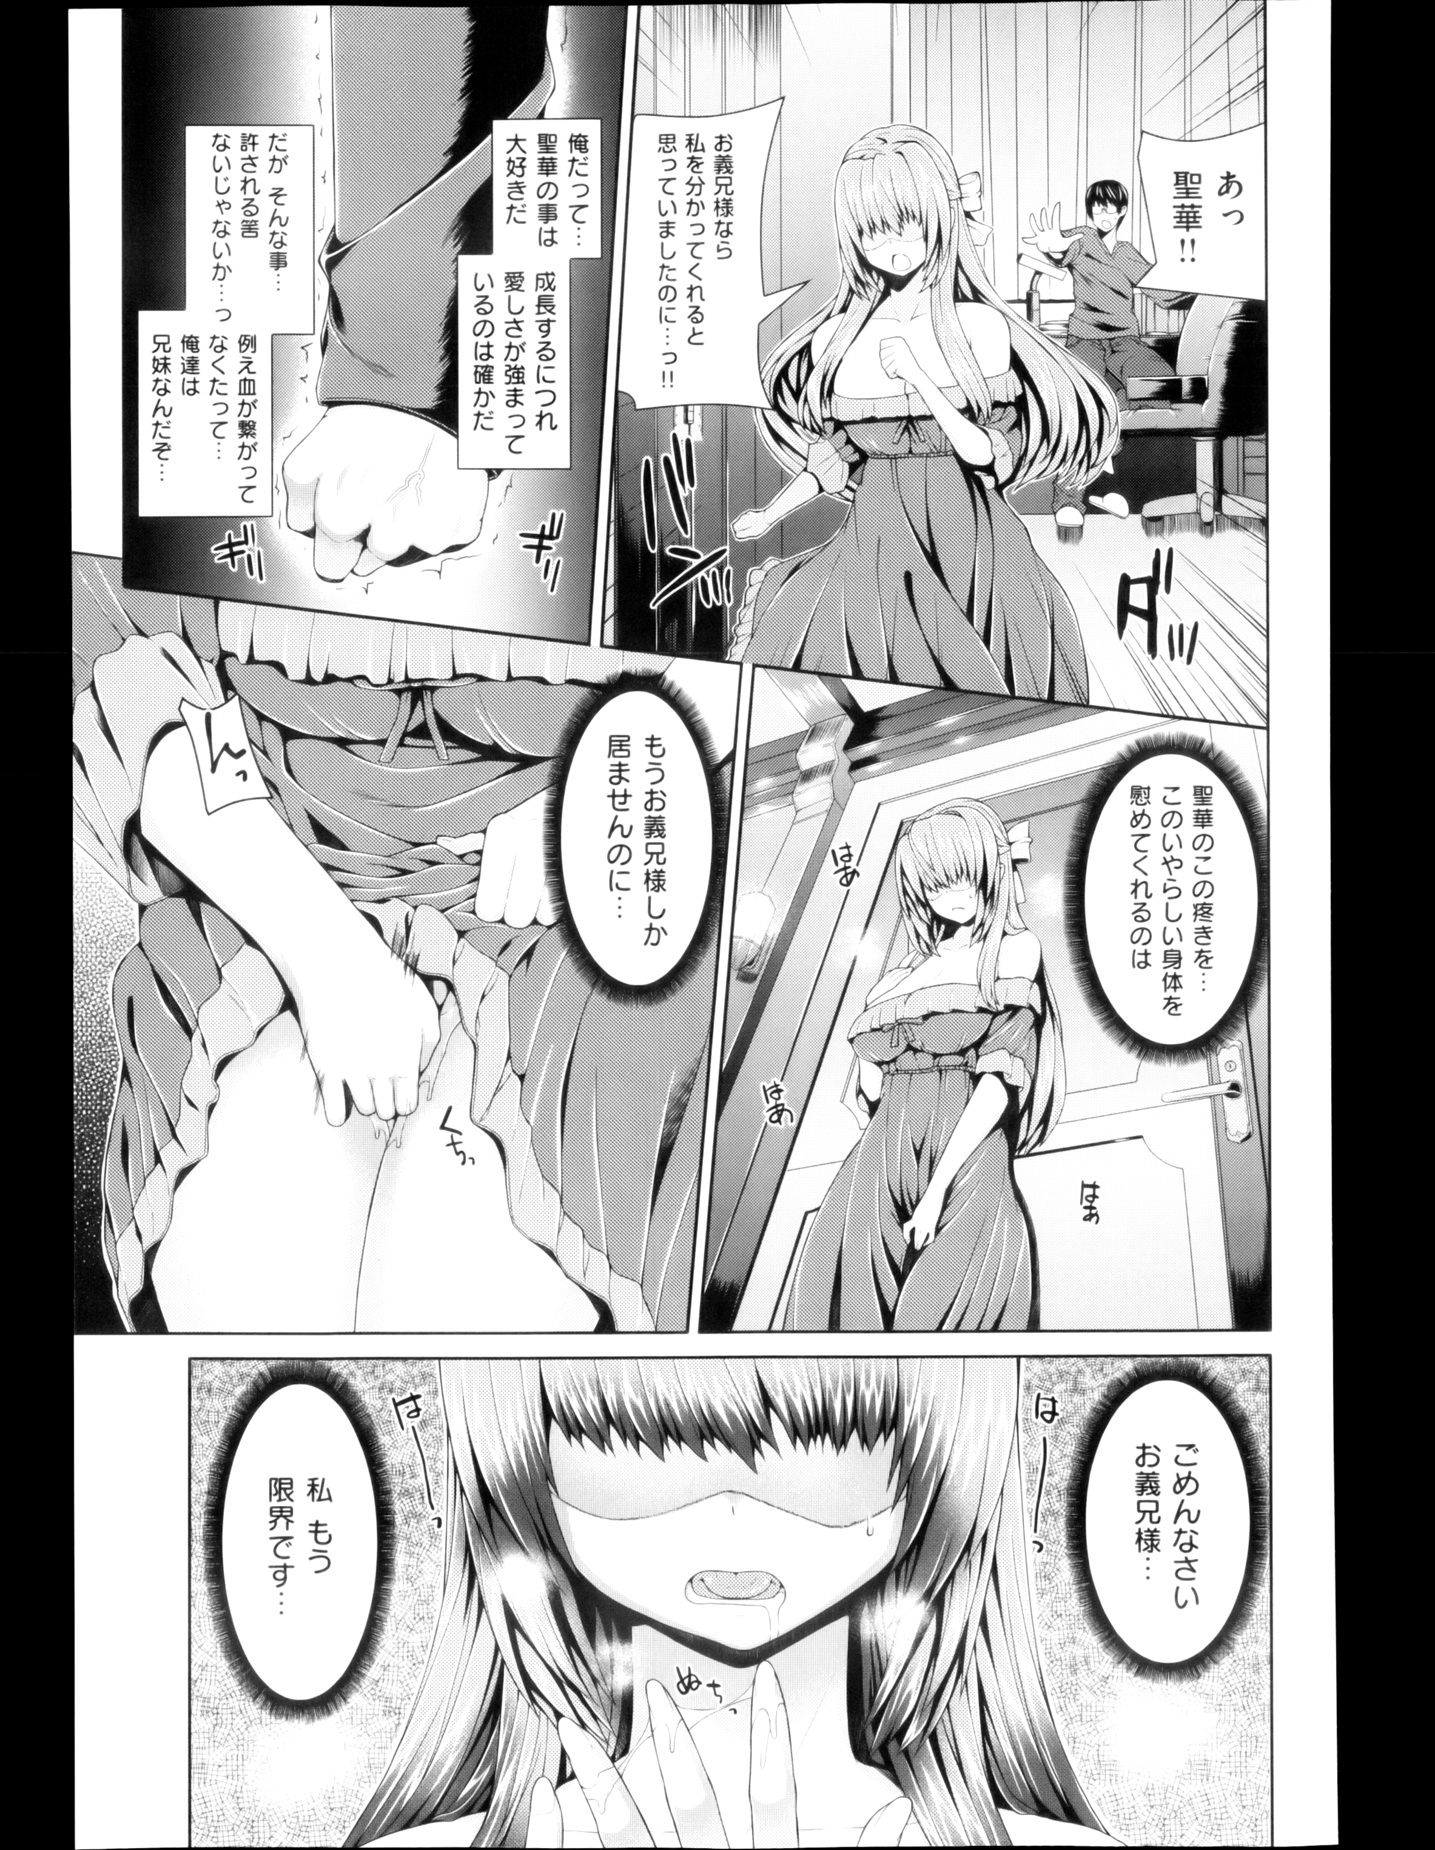 あっ
聖華!!
お義兄様なら
私を分かってくれると
思っていましたのに…っ!!
ダッ
バンッ
俺だって…
聖華の事は
大好きだ
成長するにつれ
愛しさが強まって
いるのは確かだ
だが そんな事…
許される筈
ないじゃないか…っ
例え血が繋がって
なくたって…
俺達は
兄妹なんだぞ…
ギギ
ギギ
聖華のこの疼きを…
このいやらしい身体を
慰めてくれるのは
はぁ
はぁ
はぁ
もうお義兄様しか
居ませんのに…
んっ
くちっ
ごめんなさい
お義兄様…
はーっ
はーっ
私 もう
限界です…
ぬちっ